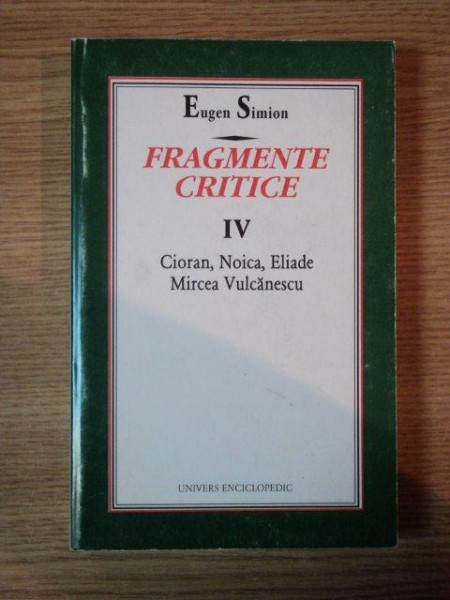 Eugen Simion
FRAGMENTE
CRITICE
IV
Cioran, Noica, Eliade
Mircea Vulcănescu
UNIVERS ENCICLOPEDIC